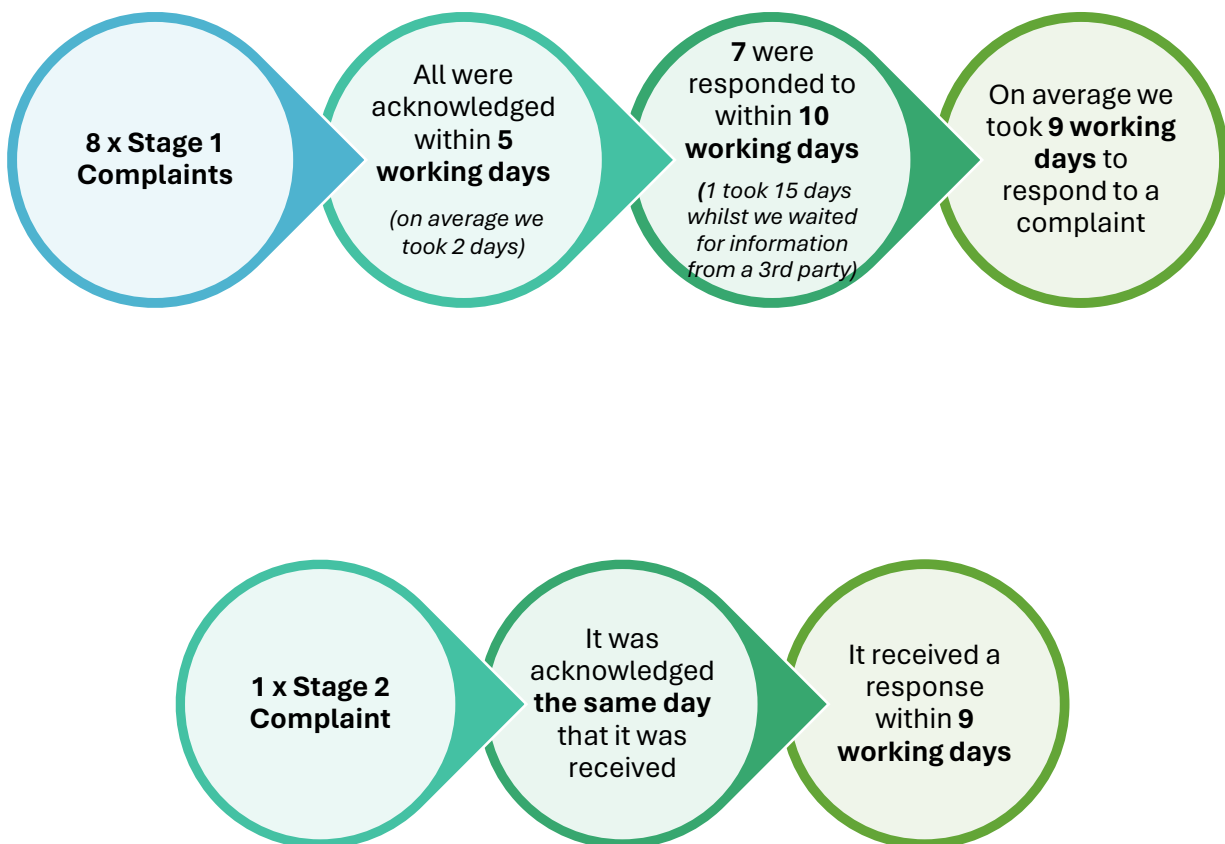 8 x Stage 1
Complaints
All were
acknowledged
within 5
working days
(on average we
took 2 days)
7 were
responded to
within 10
working days
(1 took 15 days
whilst we waited
for information
from a 3rd party)
On average we
took 9 working
days to
respond to a
complaint
1 x Stage 2
Complaint
It was
acknowledged
the same day
that it was
received
It received a
response
within 9
working days